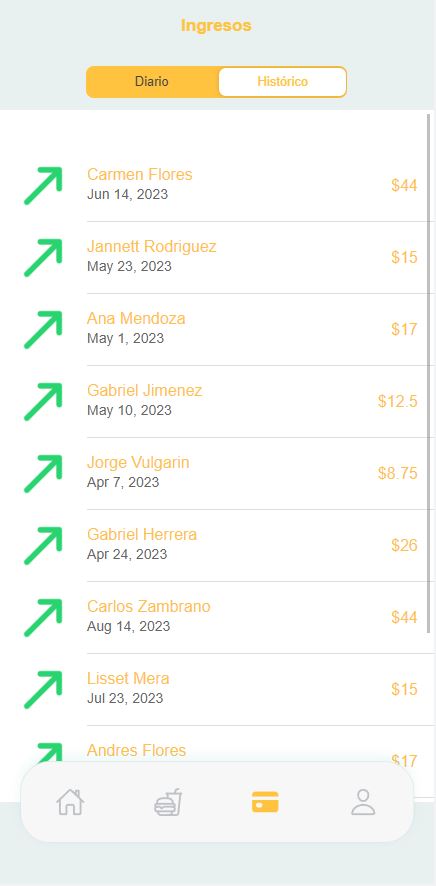 Ingresos
Diario
Histórico
Carmen Flores
$44
Jun 14, 2023
Jannett Rodriguez
$15
May 23, 2023
Ana Mendoza
$17
May 1, 2023
Gabriel Jimenez
$12.5
May 10, 2023
Jorge Vulgarin
$8.75
Apr 7, 2023
Gabriel Herrera
$26
Apr 24, 2023
Carlos Zambrano
$44
Aug 14, 2023
Lisset Mera
$15
Jul 23, 2023
Andres Flores
$17